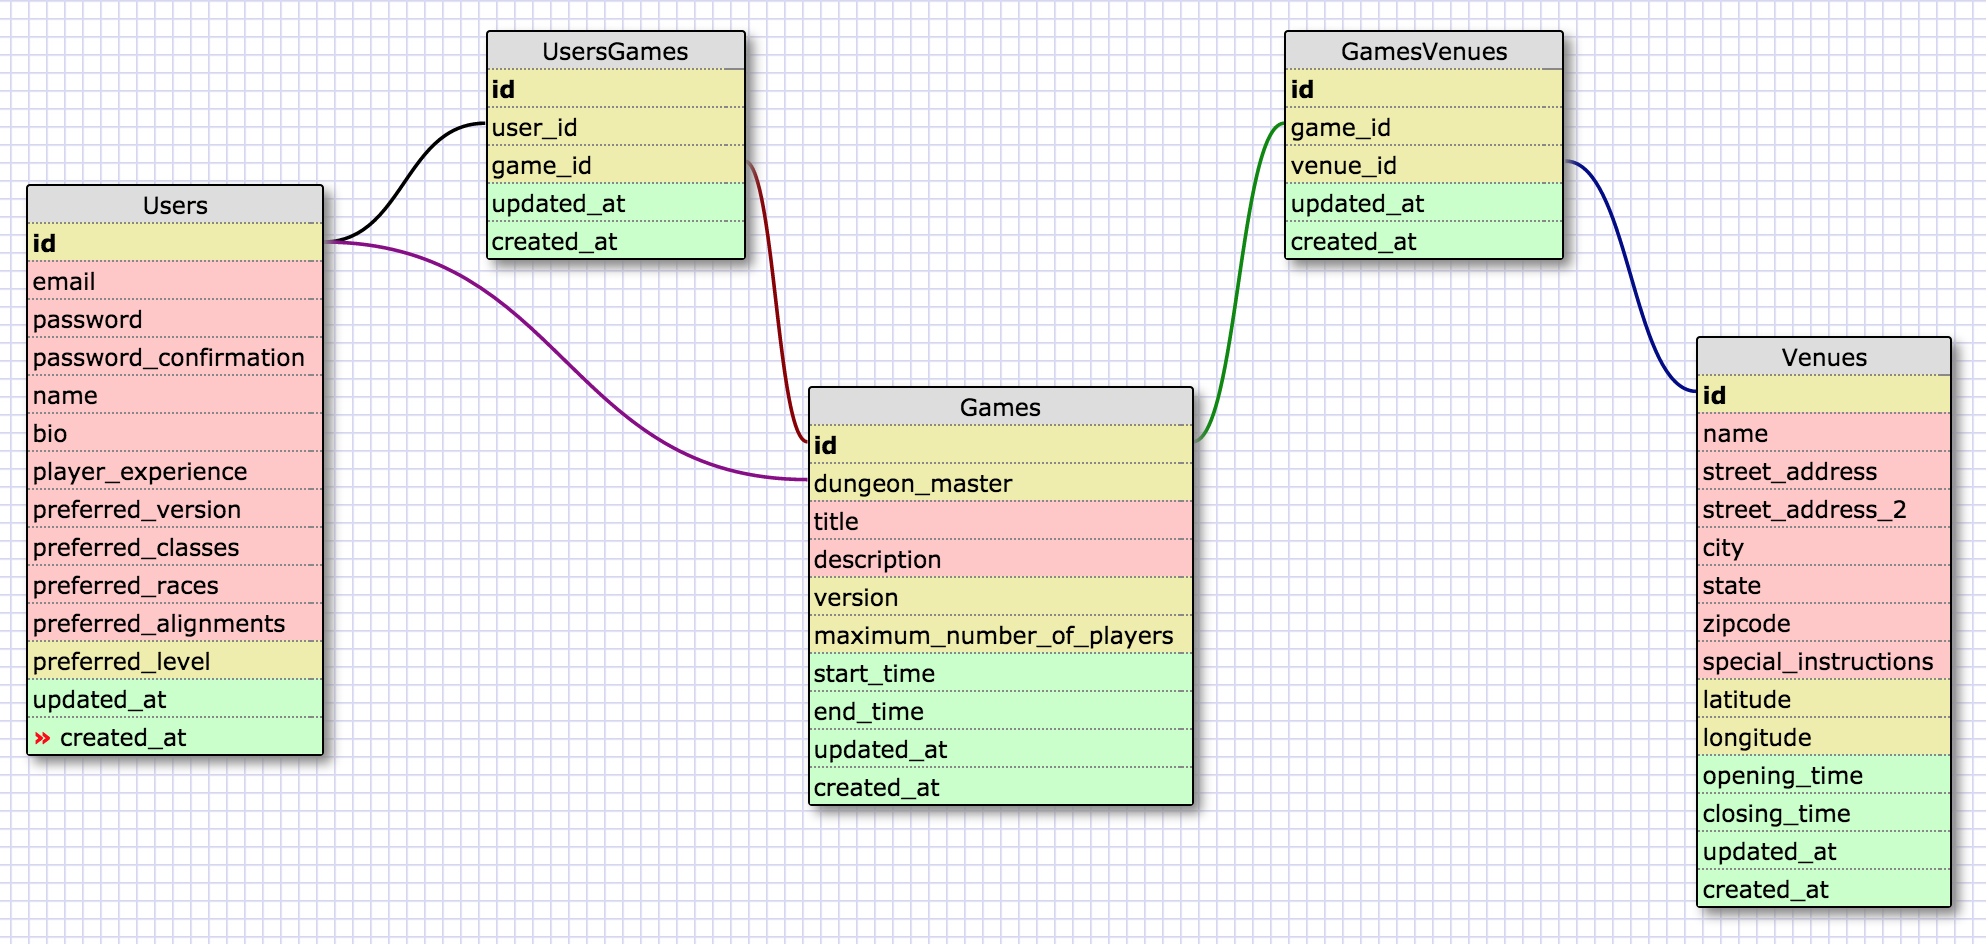 UsersGames
id
user_id
game_id
updated_at
created_at
GamesVenues
id
game_id
venue_id
updated_at
created_at
Users
id
email
password
password_confirmation
name
bio
player_experience
preferred_version
preferred_classes
preferred_races
preferred_alignments
preferred_level
updated_at
» created_at
Games
id
dungeon_master
title
description
version
maximum_number_of_players
start_time
end_time
updated_at
created_at
Venues
id
name
street_address
street_address_2
city
state
zipcode
special_instructions
latitude
longitude
opening_time
closing_time
updated_at
created_at